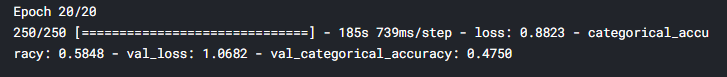 Epoch 20/20
250/250 [==============================] - 185s 739ms/step - loss: 0.8823 - categorical_accu
racy: 0.5848 - val_loss: 1.0682 - val_categorical_accuracy: 0.4750